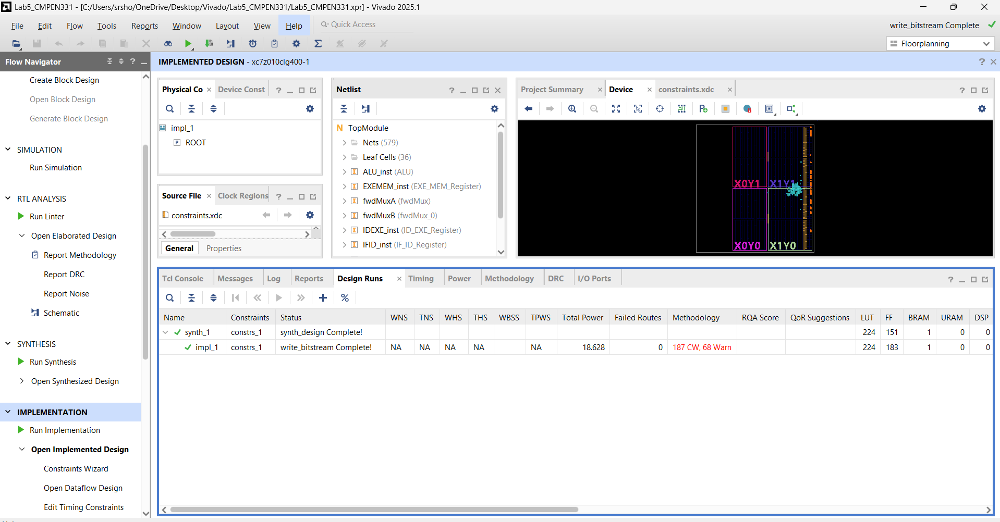 Lab5_CMPEN331 - [C:/Users/srsho/OneDrive/Desktop/Vivado/Lab5_CMPEN331/Lab5_CMPEN331.xpr] - Vivado 2025.1
File Edit Flow Tools Reports Window Layout View Help Quick Access
write_bitstream Complete
Floorplanning
Flow Navigator
Create Block Design
Open Block Design
Generate Block Design
SIMULATION
Run Simulation
RTL ANALYSIS
Run Linter
Open Elaborated Design
Report Methodology
Report DRC
Report Noise
Schematic
SYNTHESIS
Run Synthesis
Open Synthesized Design
IMPLEMENTATION
Run Implementation
Open Implemented Design
Constraints Wizard
Open Dataflow Design
Edit Timing Constraints
IMPLEMENTED DESIGN - xc7z010clg400-1
Physical Co Device Const
impl_1
ROOT
Source File Clock Regions
constraints.xdc
General Properties
Netlist
TopModule
Nets (579)
Leaf Cells (36)
ALU_inst (ALU)
EXEMEM_inst (EXE_MEM_Register)
fwdMuxA (fwdMux)
fwdMuxB (fwdMux_0)
IDEXE_inst (ID_EXE_Register)
IFID_inst (IF_ID_Register)
Project Summary Device constraints.xdc
X0Y1 X1Y1
X0Y0 X1Y0
Tcl Console Messages Log Reports Design Runs Timing Power Methodology DRC I/O Ports
Name Constraints Status WNS TNS WHS THS WBSS TPWS Total Power Failed Routes Methodology RQA Score QoR Suggestions LUT FF BRAM URAM DSP
synth_1 constrs_1 synth_design Complete! 224 151 1 0 0
impl_1 constrs_1 write_bitstream Complete! NA NA NA NA NA 18.628 0 187 CW, 68 Warn 224 183 1 0 0